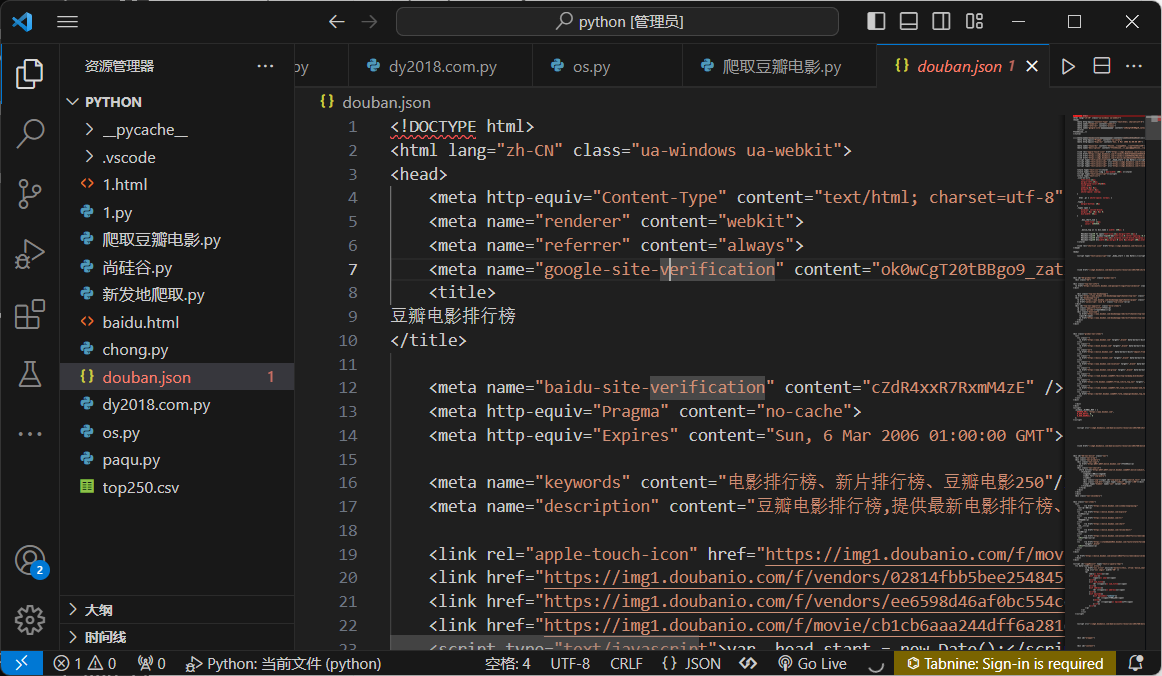 python [管理员]
资源管理器
PYTHON
__pycache__
.vscode
1.html
1.py
爬取豆瓣电影.py
尚硅谷.py
新发地爬取.py
baidu.html
chong.py
douban.json 1
dy2018.com.py
os.py
paqu.py
top250.csv
大纲
时间线
2
py
dy2018.com.py
os.py
爬取豆瓣电影.py
douban.json 1
douban.json
1 <!DOCTYPE html>
2 <html lang="zh-CN" class="ua-windows ua-webkit">
3 <head>
4 <meta http-equiv="Content-Type" content="text/html; charset=utf-8"
5 <meta name="renderer" content="webkit">
6 <meta name="referrer" content="always">
7 <meta name="google-site-verification" content="ok0wCgT20tBBgo9_zat
8 <title>
9 豆瓣电影排行榜
10 </title>
11
12 <meta name="baidu-site-verification" content="cZdR4xxR7RxmM4zE" />
13 <meta http-equiv="Pragma" content="no-cache">
14 <meta http-equiv="Expires" content="Sun, 6 Mar 2006 01:00:00 GMT">
15
16 <meta name="keywords" content="电影排行榜、新片排行榜、豆瓣电影250"/
17 <meta name="description" content="豆瓣电影排行榜,提供最新电影排行榜、
18
19 <link rel="apple-touch-icon" href="https://img1.doubanio.com/f/mov
20 <link href="https://img1.doubanio.com/f/vendors/02814fbb5bee254845
21 <link href="https://img1.doubanio.com/f/vendors/ee6598d46af0bc554c
22 <link href="https://img1.doubanio.com/f/movie/cb1cb6aaa244dff6a281
23 <script type="text/javascript">var _head_start = new Date();</scri
1 0 0 Python: 当前文件 (python) 空格: 4 UTF-8 CRLF {} JSON Go Live Tabnine: Sign-in is required